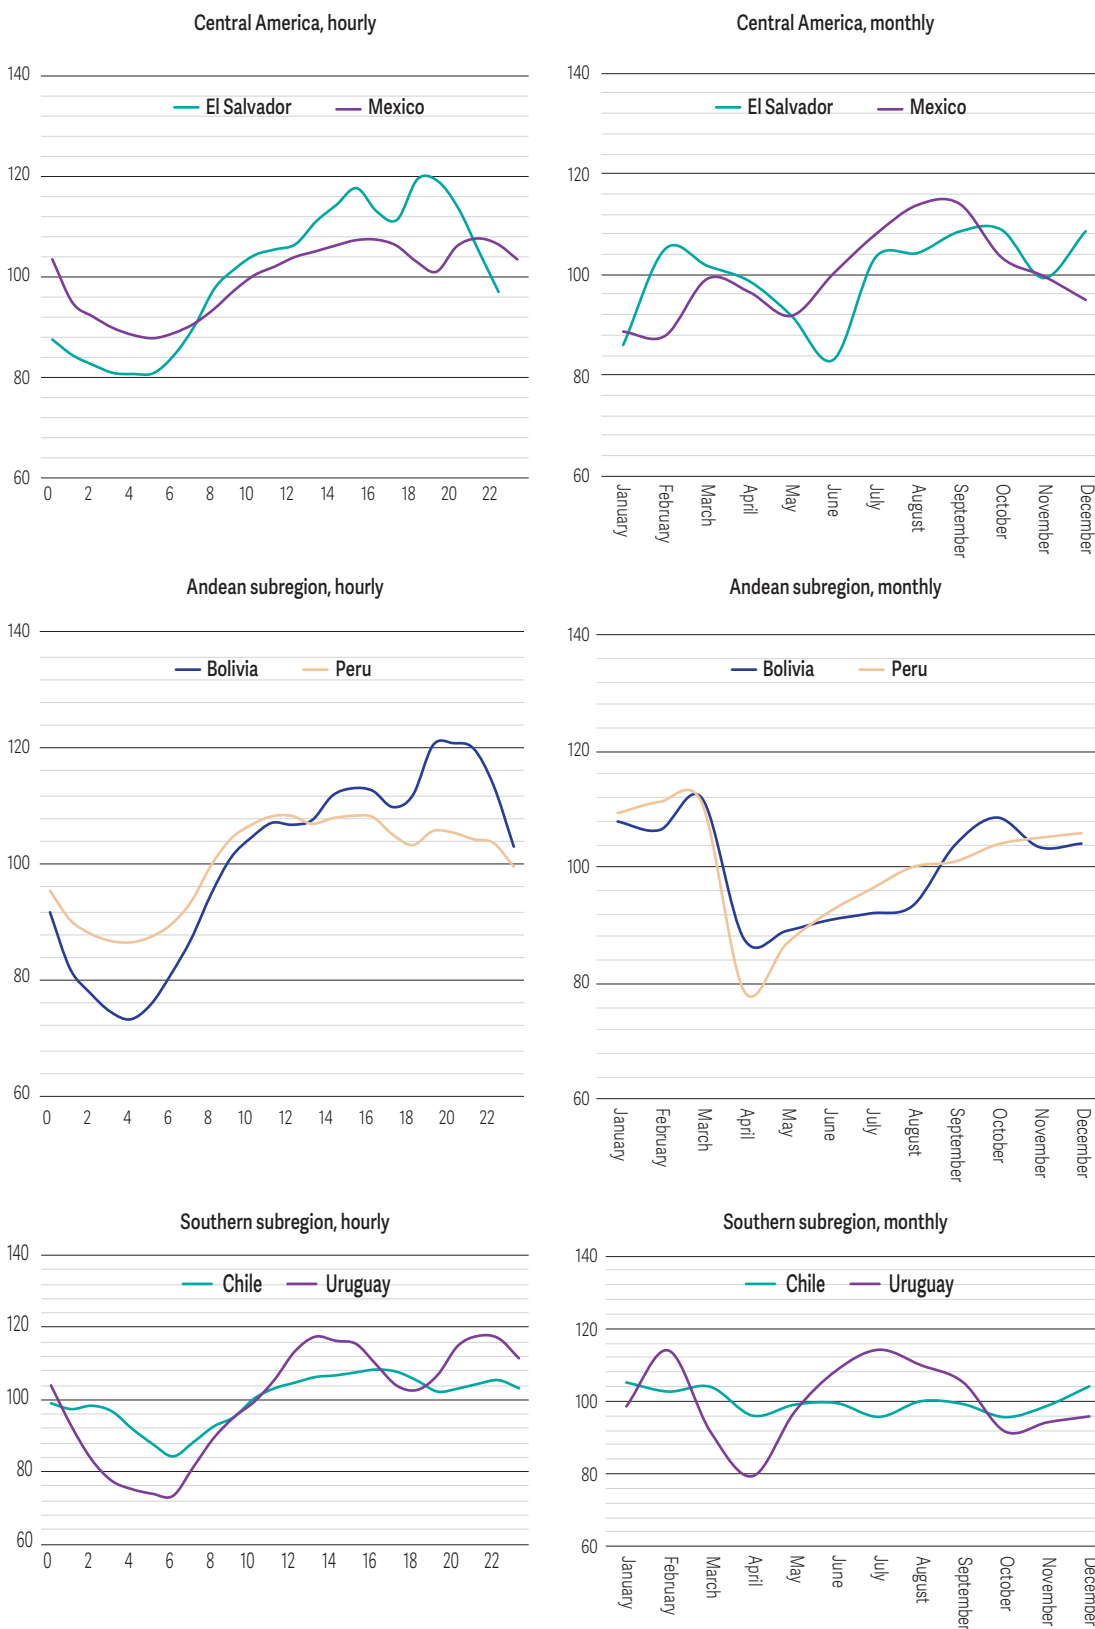 Central America, hourly
140
El Salvador Mexico
120
100
80
60
0 2 4 6 8 10 12 14 16 18 20 22
Central America, monthly
140
El Salvador Mexico
120
100
80
60
January February March April May June July August September October November December
Andean subregion, hourly
140
Bolivia Peru
120
100
80
60
0 2 4 6 8 10 12 14 16 18 20 22
Andean subregion, monthly
140
Bolivia Peru
120
100
80
60
January February March April May June July August September October November December
Southern subregion, hourly
140
Chile Uruguay
120
100
80
60
0 2 4 6 8 10 12 14 16 18 20 22
Southern subregion, monthly
140
Chile Uruguay
120
100
80
60
January February March April May June July August September October November December